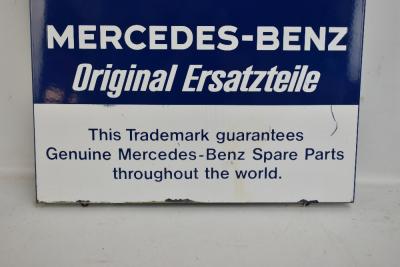 MERCEDES-BENZ
Original Ersatzteile
This Trademark guarantees
Genuine Mercedes-Benz Spare Parts
throughout the world.